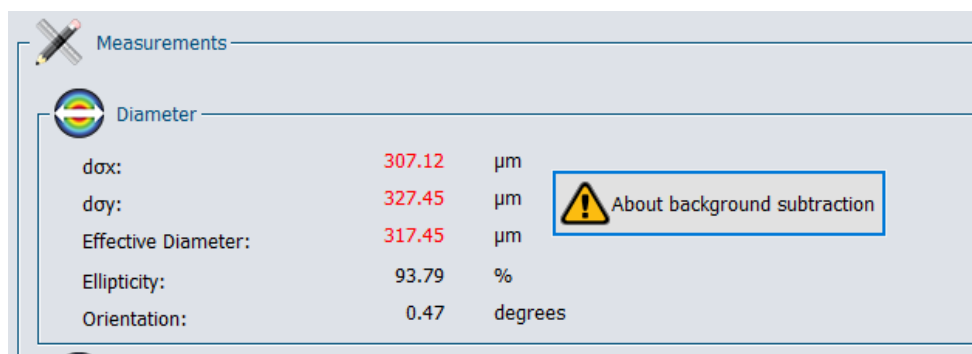 Measurements
Diameter
dσx: 307.12 µm
dσy: 327.45 µm
About background subtraction
Effective Diameter: 317.45 µm
Ellipticity: 93.79 %
Orientation: 0.47 degrees